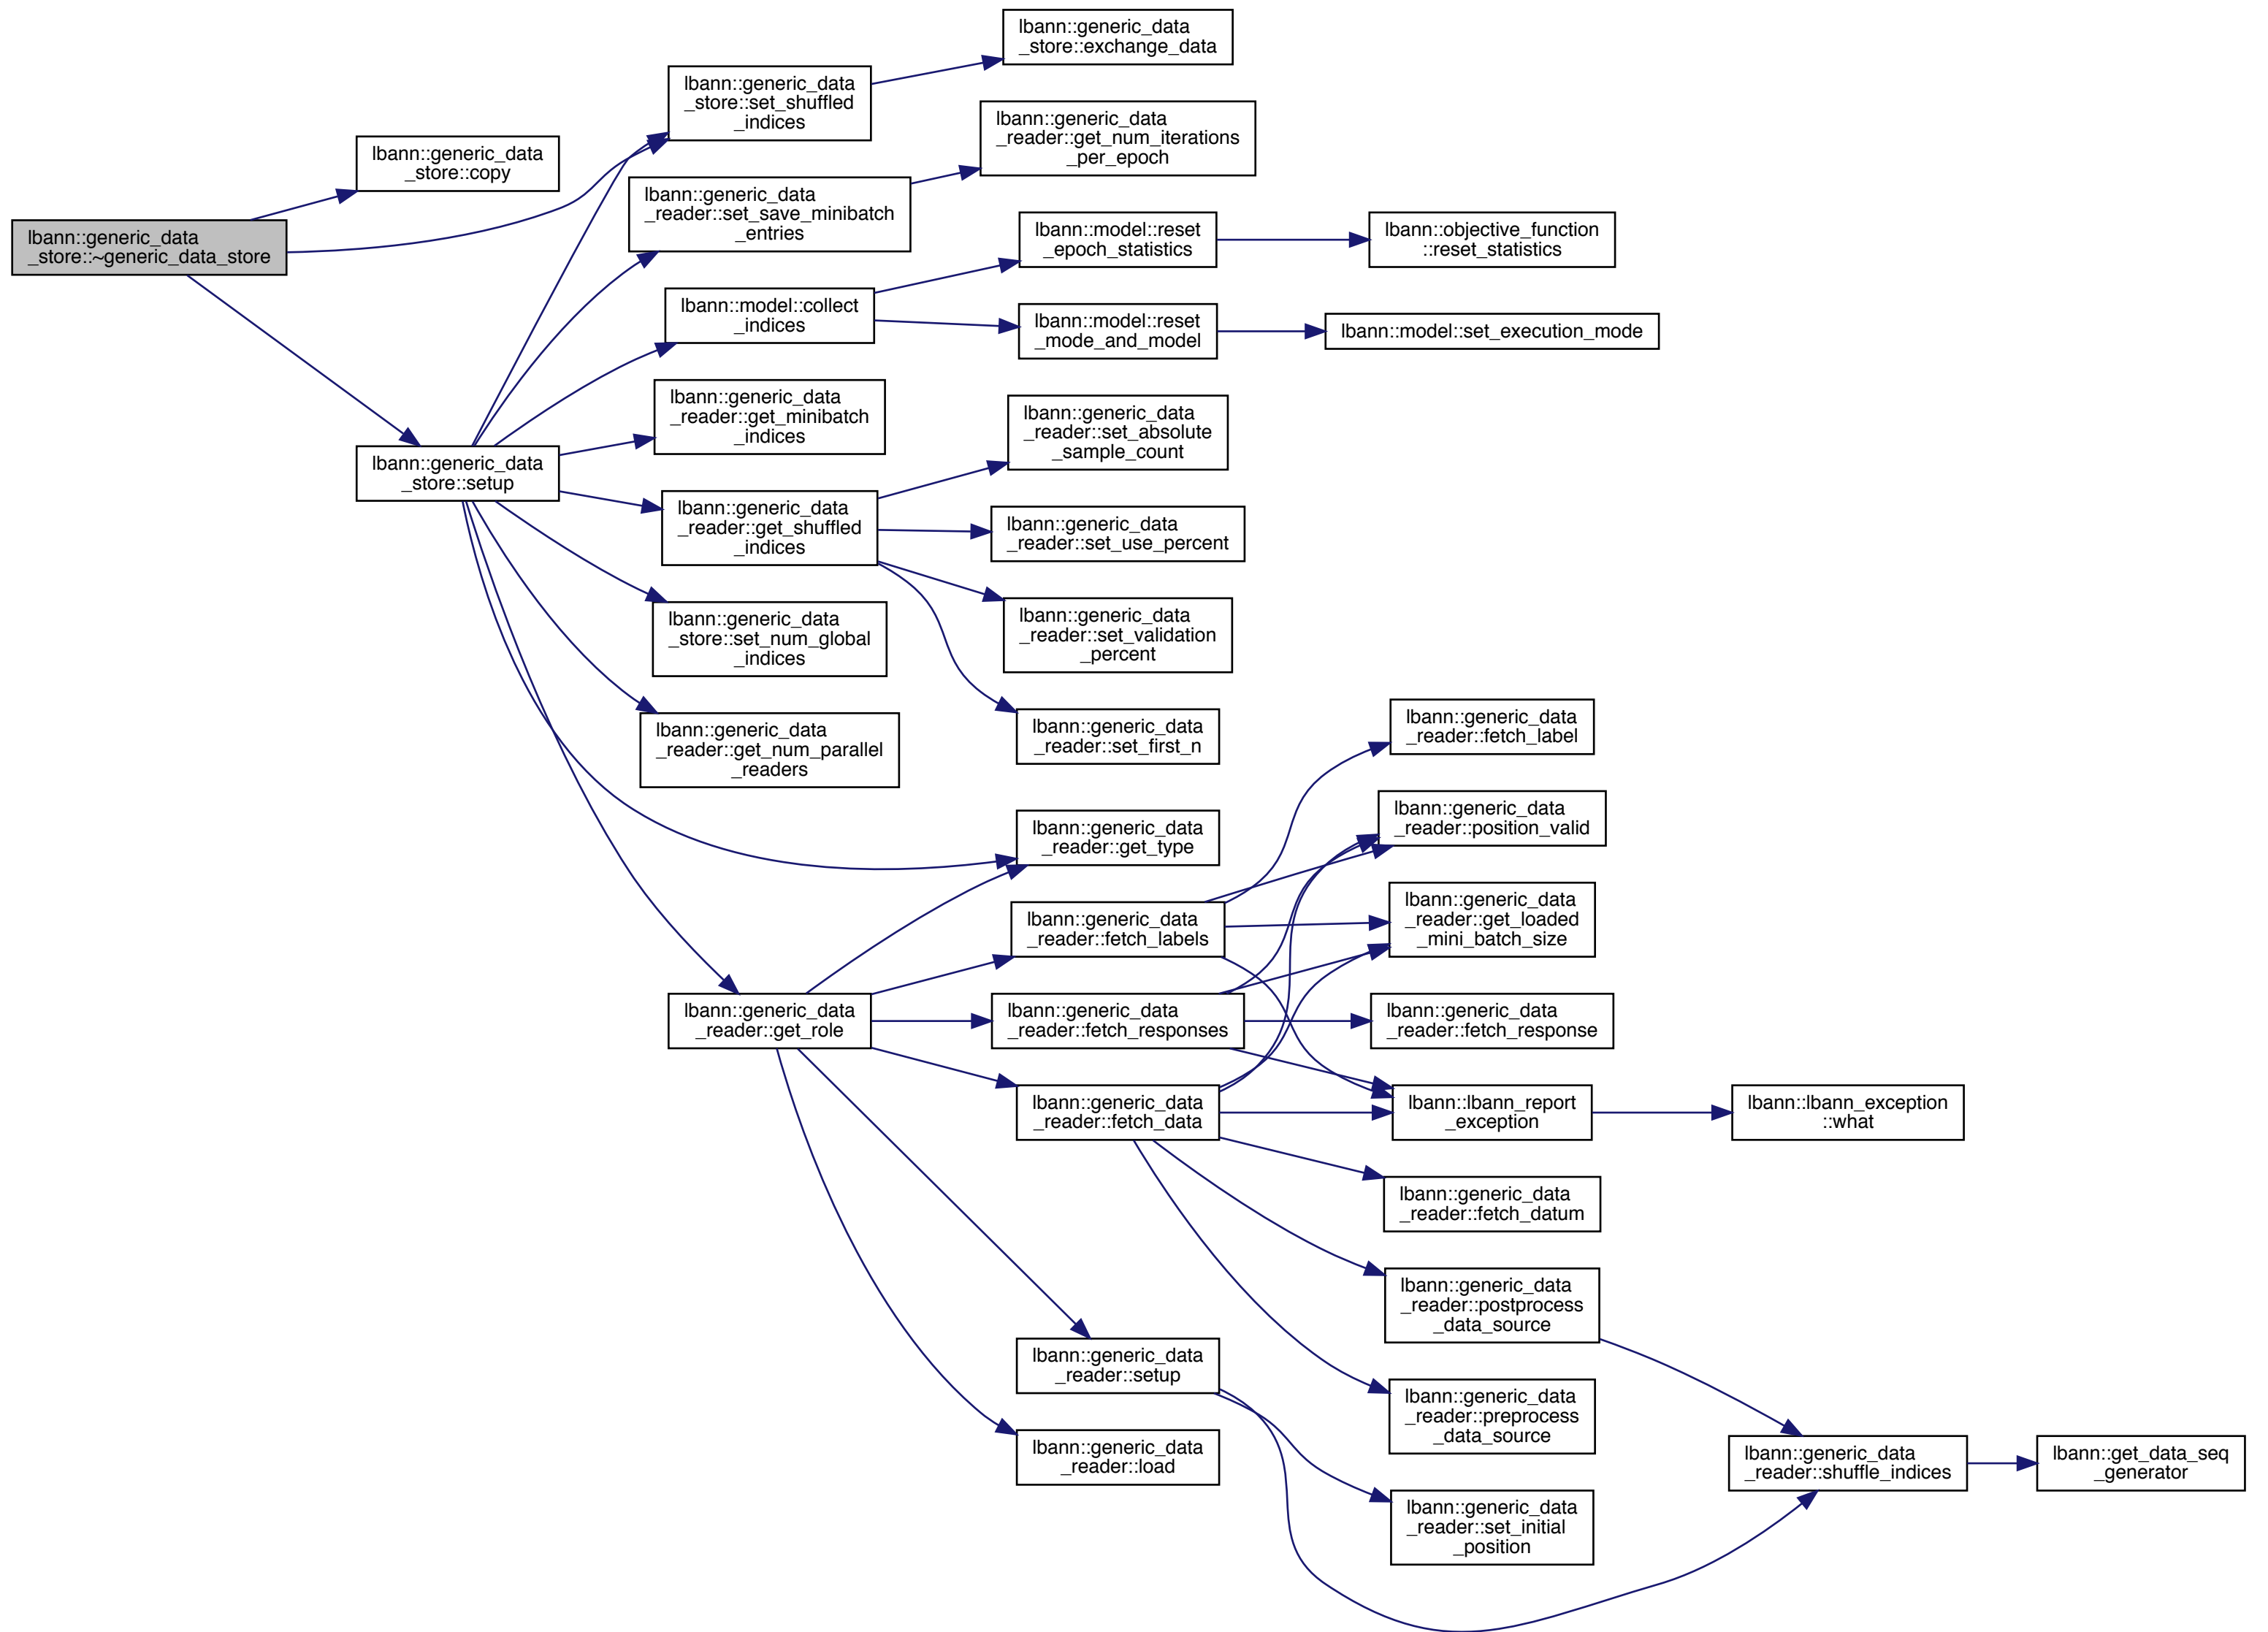 lbann::generic_data
_store::~generic_data_store
lbann::generic_data
_store::copy
lbann::generic_data
_store::setup
lbann::generic_data
_store::set_shuffled
_indices
lbann::generic_data
_reader::set_save_minibatch
_entries
lbann::model::collect
_indices
lbann::generic_data
_reader::get_minibatch
_indices
lbann::generic_data
_reader::get_shuffled
_indices
lbann::generic_data
_store::set_num_global
_indices
lbann::generic_data
_reader::get_num_parallel
_readers
lbann::generic_data
_reader::get_role
lbann::generic_data
_store::exchange_data
lbann::generic_data
_reader::get_num_iterations
_per_epoch
lbann::model::reset
_epoch_statistics
lbann::model::reset
_mode_and_model
lbann::generic_data
_reader::set_absolute
_sample_count
lbann::generic_data
_reader::set_use_percent
lbann::generic_data
_reader::set_validation
_percent
lbann::generic_data
_reader::set_first_n
lbann::generic_data
_reader::get_type
lbann::generic_data
_reader::fetch_labels
lbann::generic_data
_reader::fetch_responses
lbann::generic_data
_reader::fetch_data
lbann::generic_data
_reader::setup
lbann::generic_data
_reader::load
lbann::objective_function
::reset_statistics
lbann::model::set_execution_mode
lbann::generic_data
_reader::fetch_label
lbann::generic_data
_reader::position_valid
lbann::generic_data
_reader::get_loaded
_mini_batch_size
lbann::generic_data
_reader::fetch_response
lbann::lbann_report
_exception
lbann::generic_data
_reader::fetch_datum
lbann::generic_data
_reader::postprocess
_data_source
lbann::generic_data
_reader::preprocess
_data_source
lbann::generic_data
_reader::set_initial
_position
lbann::lbann_exception
::what
lbann::generic_data
_reader::shuffle_indices
lbann::get_data_seq
_generator